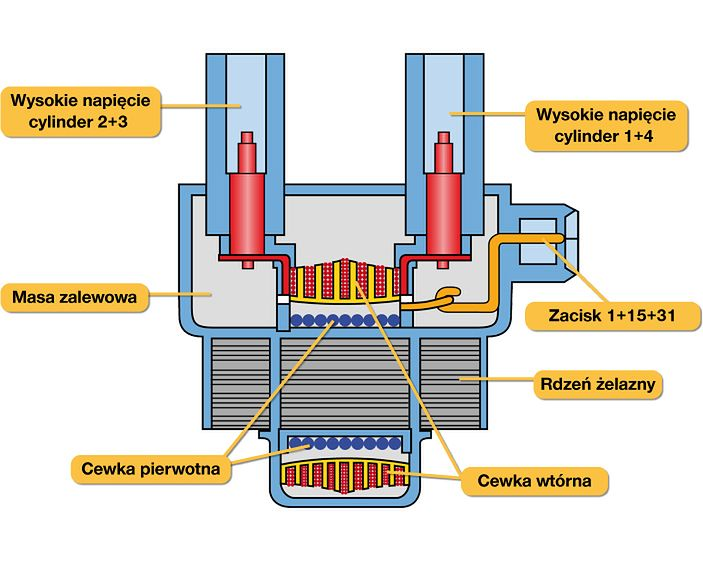 Wysokie napięcie
cylinder 2+3
Wysokie napięcie
cylinder 1+4
Masa zalewowa
Zacisk 1+15+31
Rdzeń żelazny
Cewka pierwotna
Cewka wtórna